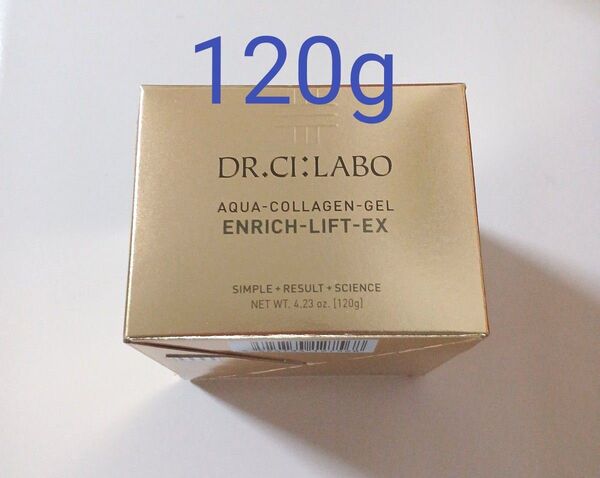 120g
DR.CI:LABO
AQUA-COLLAGEN-GEL
ENRICH-LIFT-EX
SIMPLE + RESULT + SCIENCE
NET WT. 4.23 oz. [120g]